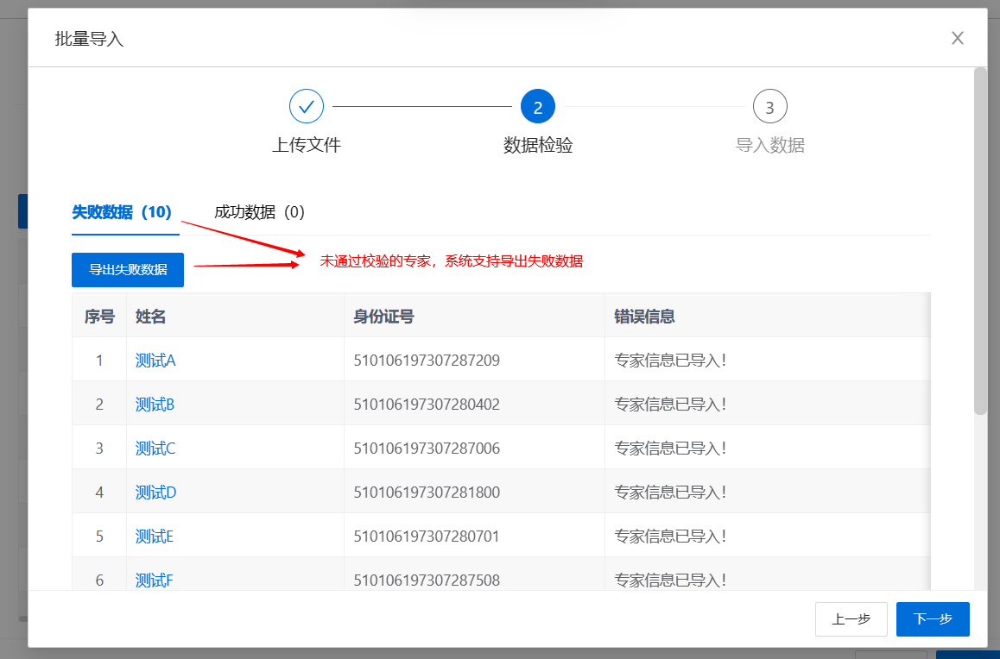 批量导入
2
3
上传文件
数据检验
导入数据
失败数据（10）
成功数据（0）
导出失败数据
未通过校验的专家，系统支持导出失败数据
序号 姓名 身份证号 错误信息
1 测试A 510106197307287209 专家信息已导入！
2 测试B 510106197307280402 专家信息已导入！
3 测试C 510106197307287006 专家信息已导入！
4 测试D 510106197307281800 专家信息已导入！
5 测试E 510106197307280701 专家信息已导入！
6 测试F 510106197307287508 专家信息已导入！
上一步
下一步